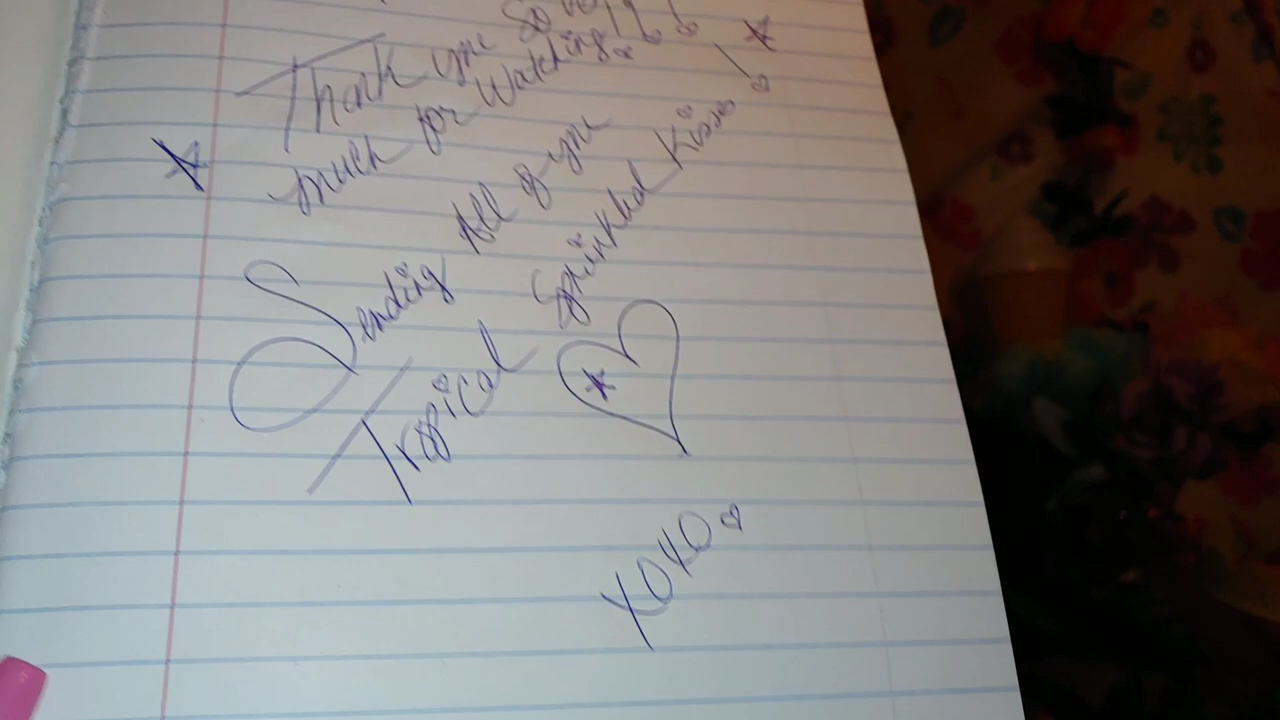 Thank you So
much for Watching!!!
Sending All of you
Tropical Sprinkled Kisses!
XOXO